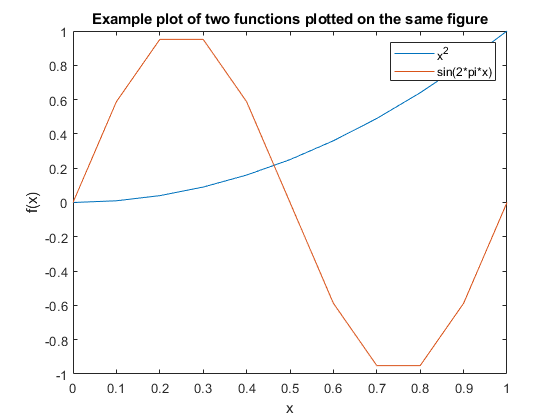 Example plot of two functions plotted on the same figure
1
0.8
0.6
0.4
0.2
0
-0.2
-0.4
-0.6
-0.8
-1
f(x)
x²
sin(2*pi*x)
0 0.1 0.2 0.3 0.4 0.5 0.6 0.7 0.8 0.9 1
x